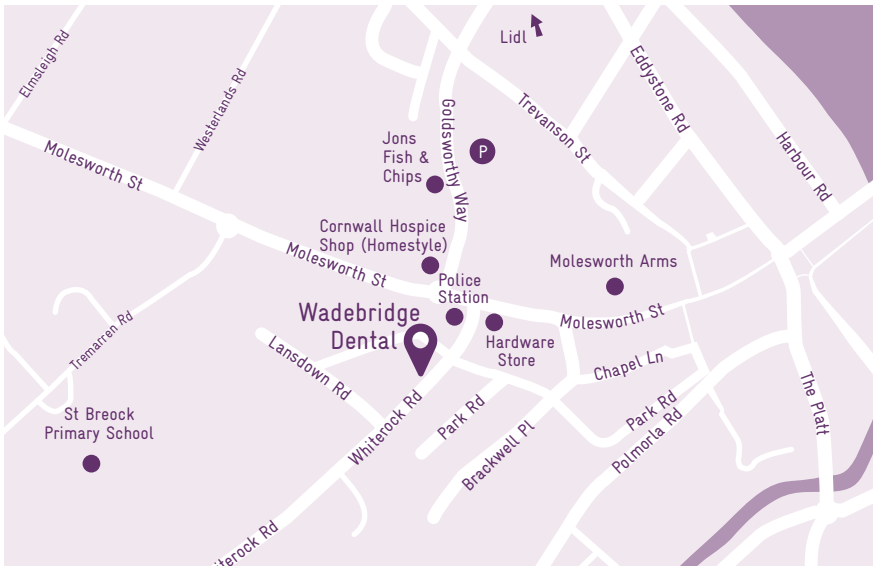 Lidl
Elmsleigh Rd
Westerlands Rd
Eddystone Rd
Goldsworthy Way
Trevanson St
Harbour Rd
Molesworth St
Jons
Fish &
Chips
P
Cornwall Hospice
Shop (Homestyle)
Molesworth St
Molesworth Arms
Police
Station
Wadebridge
Dental
Molesworth St
Hardware
Store
Tremarren Rd
Lansdown Rd
Chapel Ln
The Platt
St Breock
Primary School
Whiterock Rd
Park Rd
Brackwell Pl
Park Rd
Polmorla Rd
iterock Rd